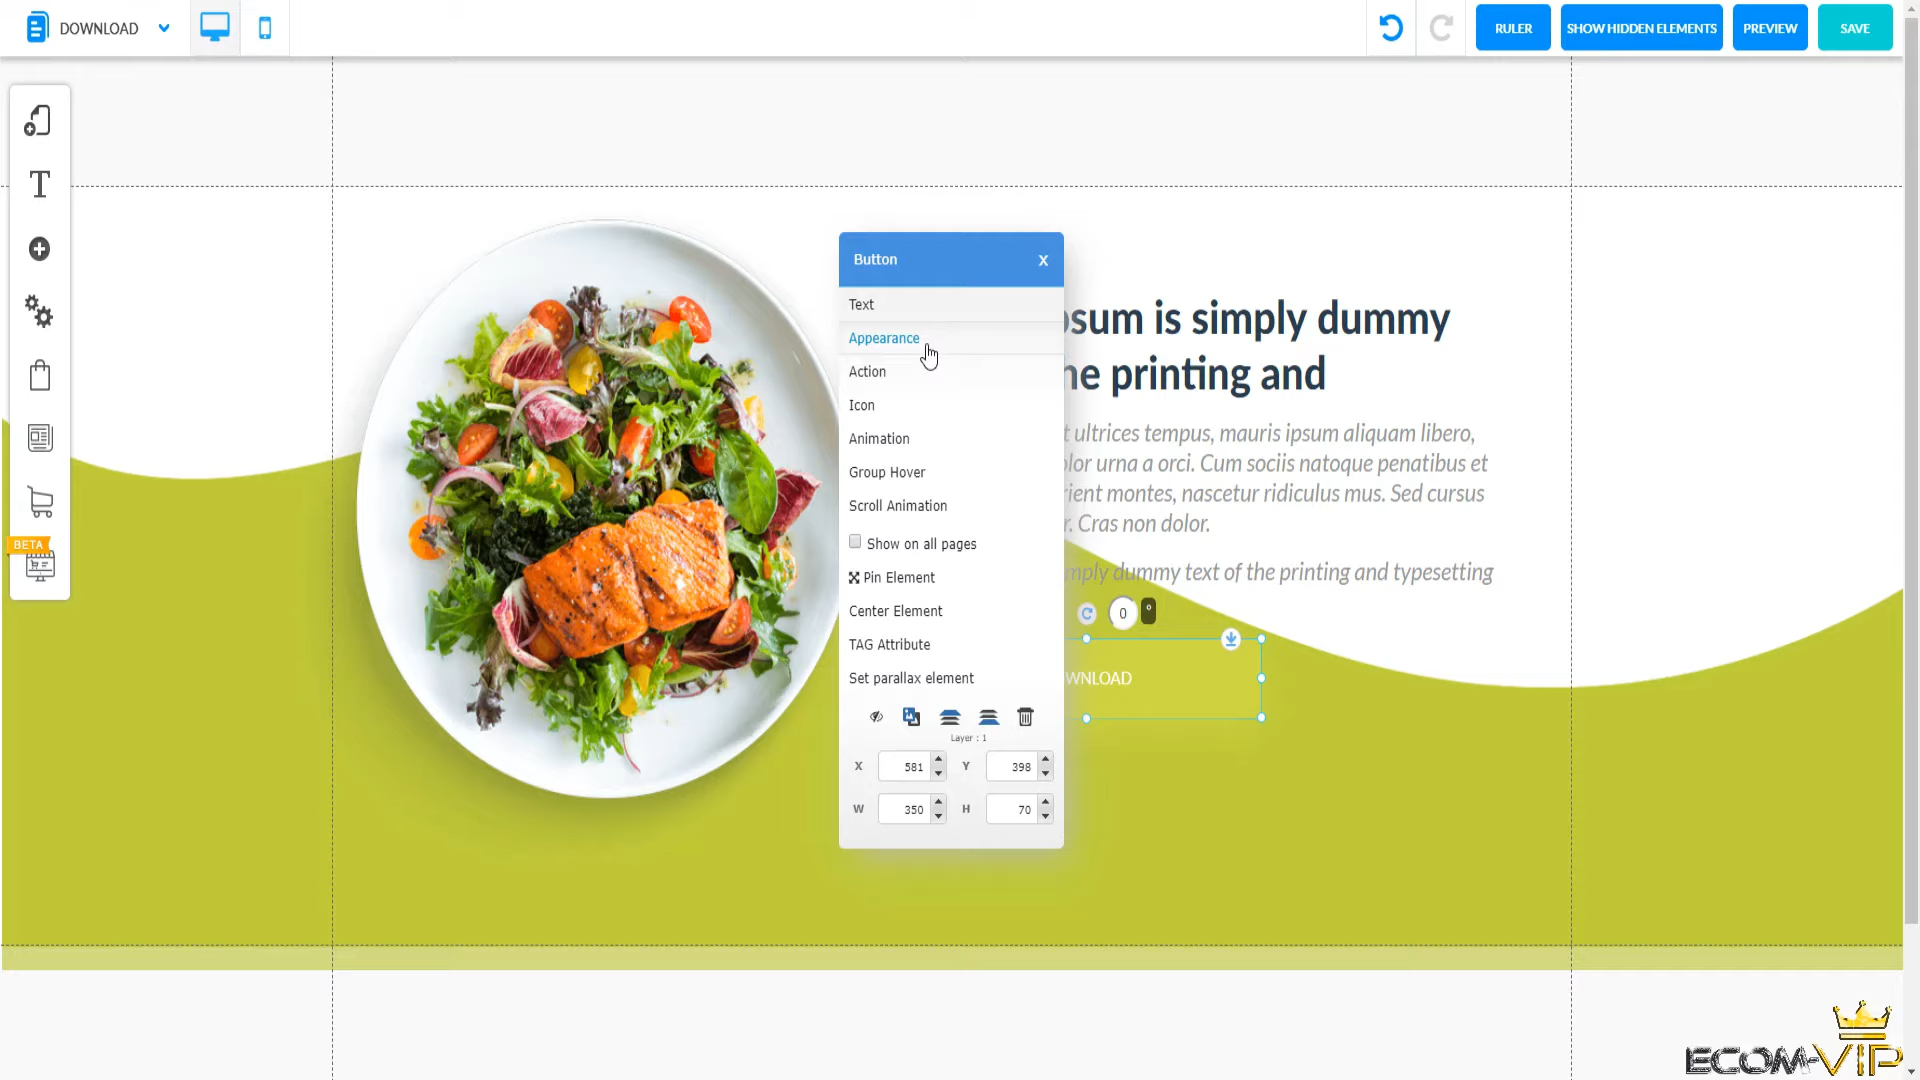 DOWNLOAD
RULER
SHOW HIDDEN ELEMENTS
PREVIEW
SAVE
BETA
Button
X
Text
Appearance
Action
Icon
Animation
Group Hover
Scroll Animation
Show on all pages
Pin Element
Center Element
TAG Attribute
Set parallax element
Layer : 1
X 581 Y 398
W 350 H 70
sum is simply dummy
he printing and
t ultrices tempus, mauris ipsum aliquam libero,
lor urna a orci. Cum sociis natoque penatibus et
rient montes, nascetur ridiculus mus. Sed cursus
r. Cras non dolor.
mply dummy text of the printing and typesetting
0 °
WNLOAD
ECOM-VIP